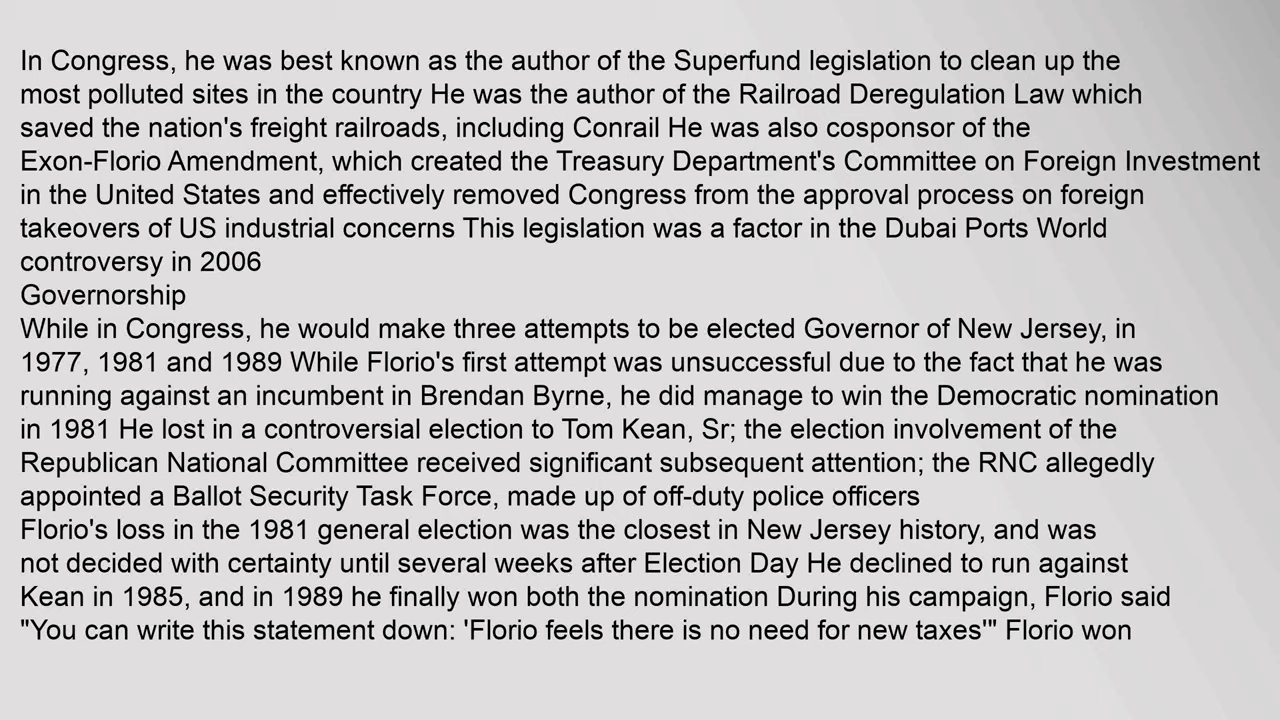 In Congress, he was best known as the author of the Superfund legislation to clean up the
most polluted sites in the country He was the author of the Railroad Deregulation Law which
saved the nation's freight railroads, including Conrail He was also cosponsor of the
Exon-Florio Amendment, which created the Treasury Department's Committee on Foreign Investment
in the United States and effectively removed Congress from the approval process on foreign
takeovers of US industrial concerns This legislation was a factor in the Dubai Ports World
controversy in 2006
Governorship
While in Congress, he would make three attempts to be elected Governor of New Jersey, in
1977, 1981 and 1989 While Florio's first attempt was unsuccessful due to the fact that he was
running against an incumbent in Brendan Byrne, he did manage to win the Democratic nomination
in 1981 He lost in a controversial election to Tom Kean, Sr; the election involvement of the
Republican National Committee received significant subsequent attention; the RNC allegedly
appointed a Ballot Security Task Force, made up of off-duty police officers
Florio's loss in the 1981 general election was the closest in New Jersey history, and was
not decided with certainty until several weeks after Election Day He declined to run against
Kean in 1985, and in 1989 he finally won both the nomination During his campaign, Florio said
"You can write this statement down: 'Florio feels there is no need for new taxes'" Florio won